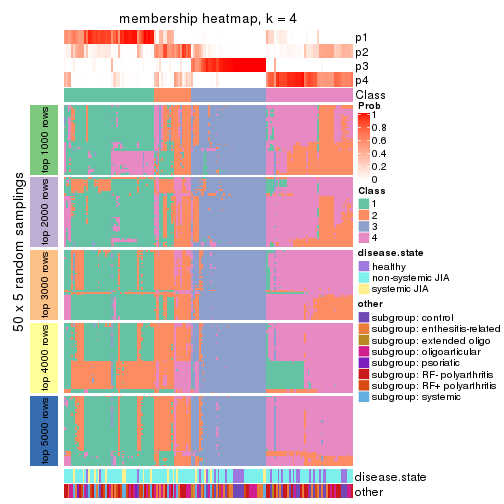 membership heatmap, k = 4
p1
p2
p3
p4
Class
50 x 5 random samplings
top 1000 rows
top 2000 rows
top 3000 rows
top 4000 rows
top 5000 rows
Prob
1
0.8
0.6
0.4
0.2
0
Class
1
2
3
4
disease.state
healthy
non-systemic JIA
systemic JIA
other
subgroup: control
subgroup: enthesitis-related
subgroup: extended oligo
subgroup: oligoarticular
subgroup: psoriatic
subgroup: RF- polyarthritis
subgroup: RF+ polyarthritis
subgroup: systemic
disease.state
other